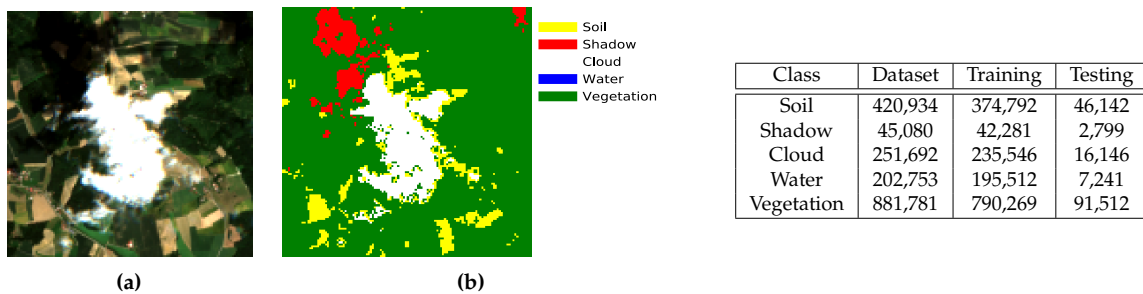 Soil
Shadow
Cloud
Water
Vegetation
(a)
(b)
Class Dataset Training Testing
Soil 420,934 374,792 46,142
Shadow 45,080 42,281 2,799
Cloud 251,692 235,546 16,146
Water 202,753 195,512 7,241
Vegetation 881,781 790,269 91,512